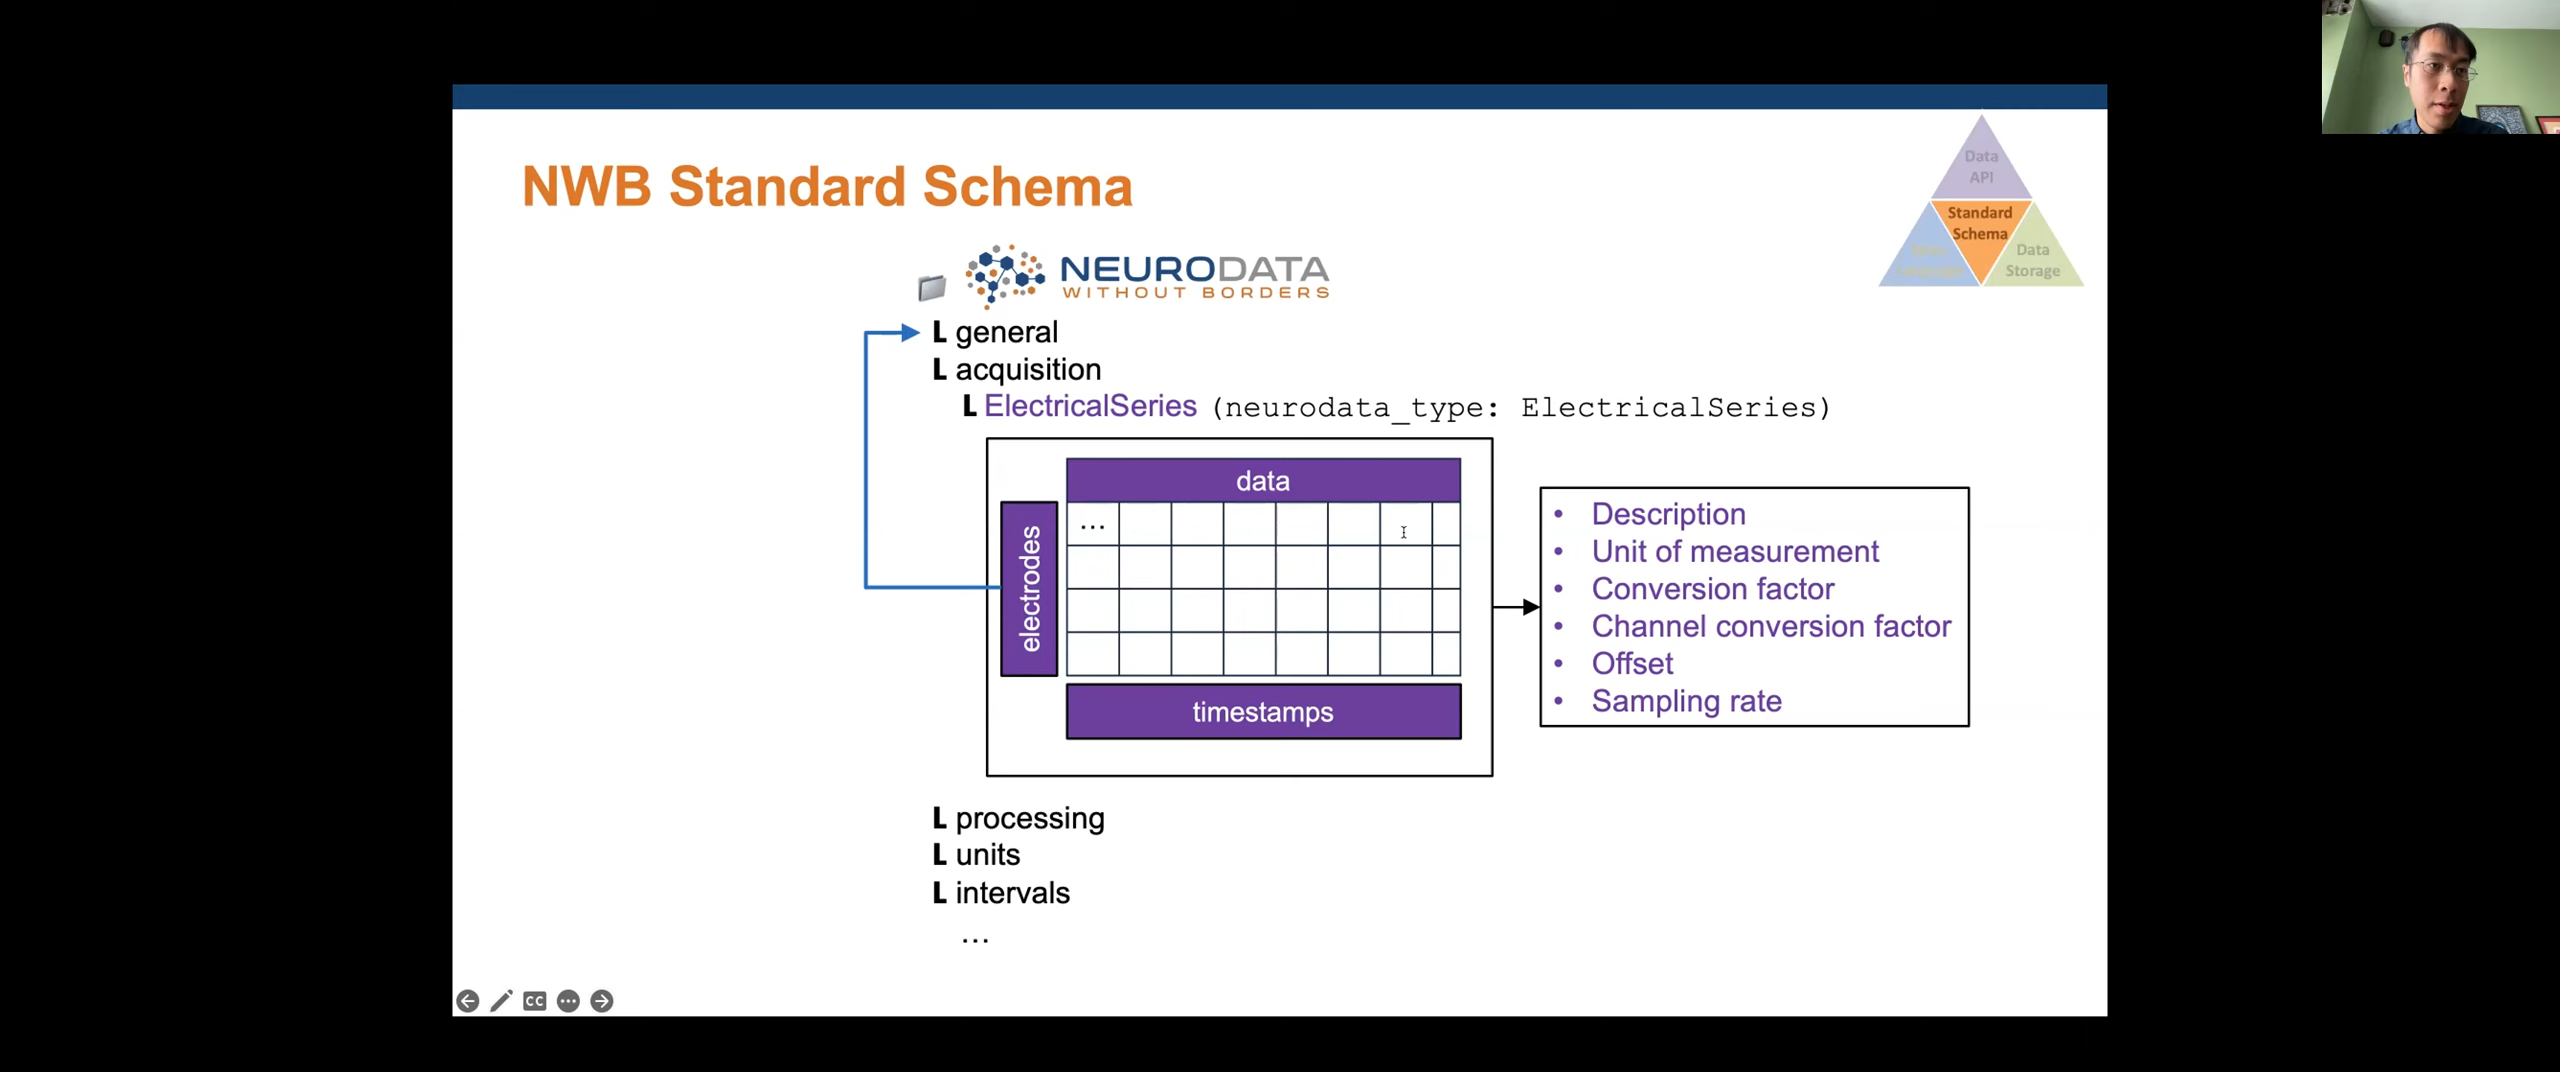 NWB Standard Schema
Data
API
Standard
Schema
Data
Storage
NEURODATA
WITHOUT BORDERS
L general
L acquisition
L ElectricalSeries (neurodata_type: ElectricalSeries)
data
electrodes
...
timestamps
• Description
• Unit of measurement
• Conversion factor
• Channel conversion factor
• Offset
• Sampling rate
L processing
L units
L intervals
...
CC